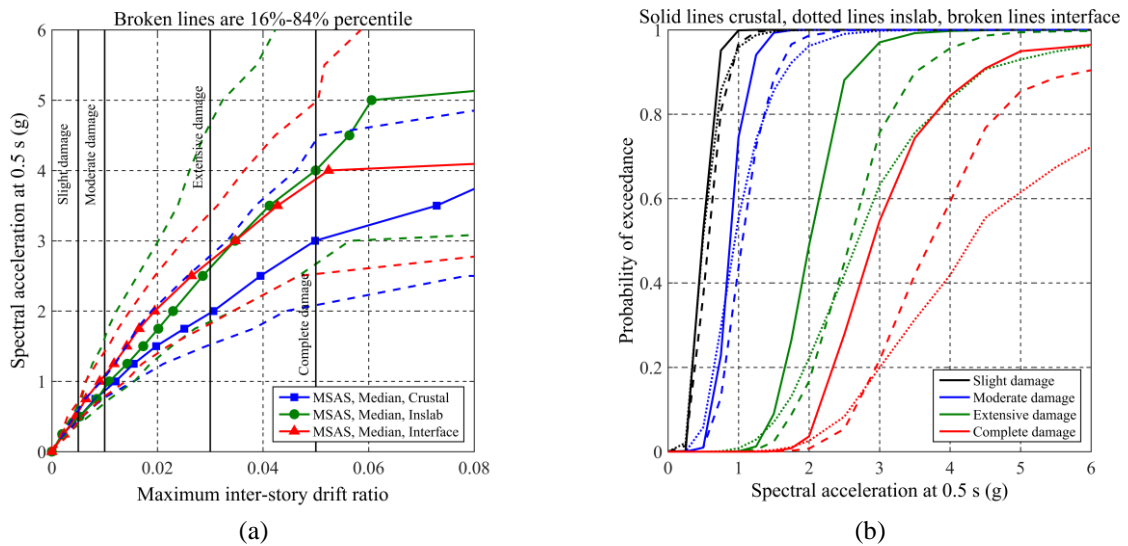 Broken lines are 16%-84% percentile
6
5
4
3
2
1
0
Spectral acceleration at 0.5 s (g)
Slight damage
Moderate damage
Extensive damage
Complete damage
MSAS, Median, Crustal
MSAS, Median, Inslab
MSAS, Median, Interface
0
0.02
0.04
0.06
0.08
Maximum inter-story drift ratio
(a)
Solid lines crustal, dotted lines inslab, broken lines interface
1
0.8
0.6
0.4
0.2
0
Probability of exceedance
Slight damage
Moderate damage
Extensive damage
Complete damage
0
1
2
3
4
5
6
Spectral acceleration at 0.5 s (g)
(b)